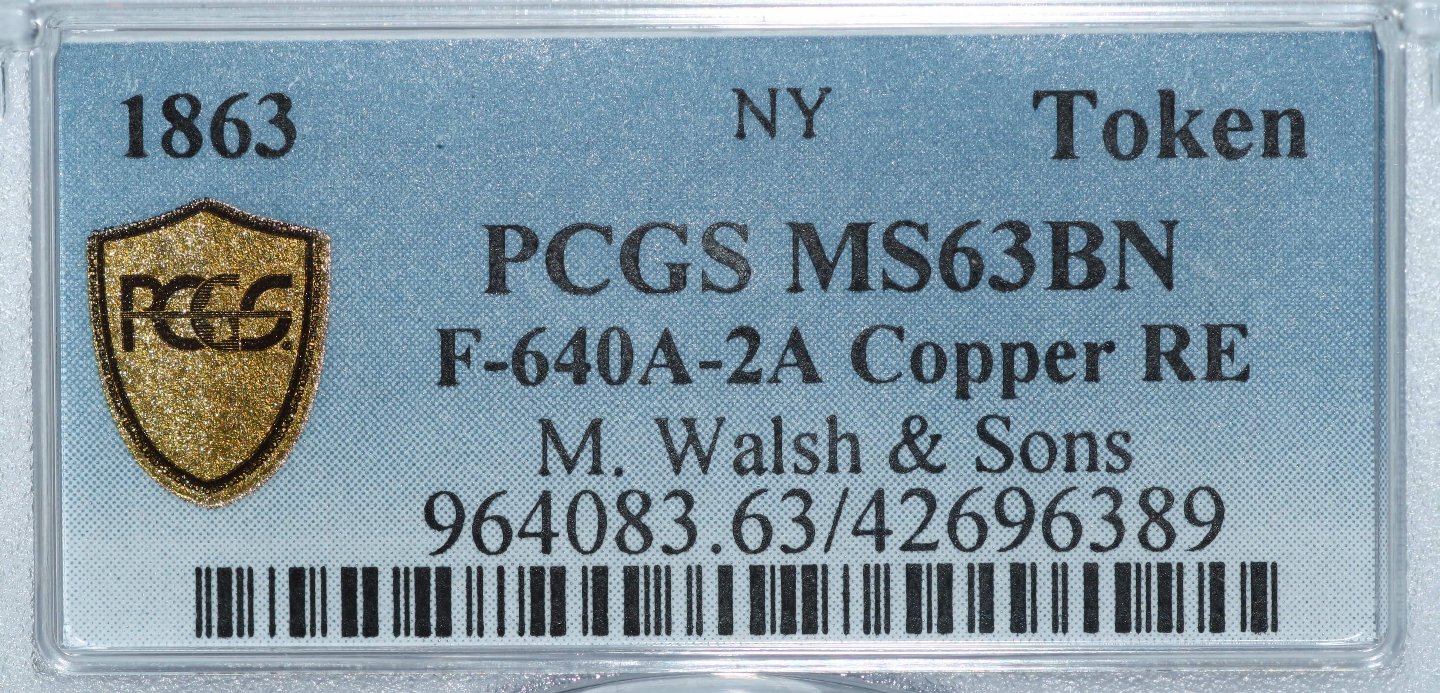 1863 NY Token
PCGS
PCGS MS63BN
F-640A-2A Copper RE
M. Walsh & Sons
964083.63/42696389